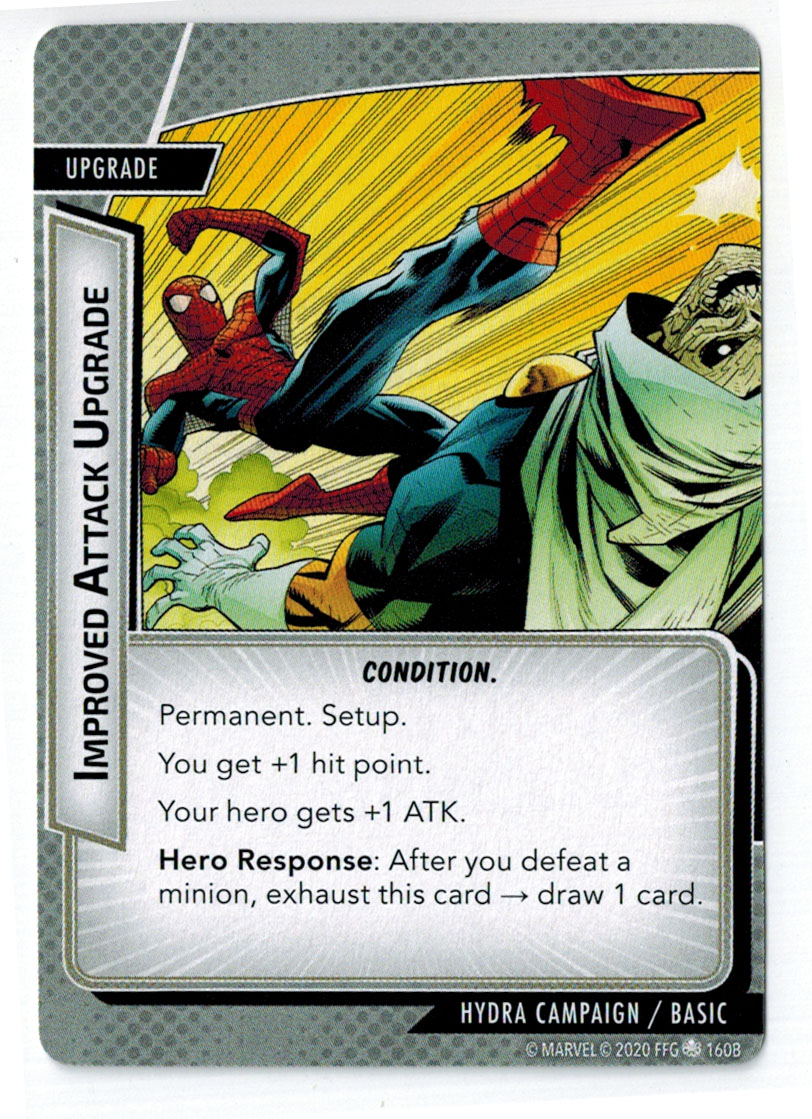 UPGRADE
IMPROVED ATTACK UPGRADE
CONDITION.
Permanent. Setup.
You get +1 hit point.
Your hero gets +1 ATK.
Hero Response: After you defeat a
minion, exhaust this card → draw 1 card.
HYDRA CAMPAIGN / BASIC
© MARVEL © 2020 FFG 160B